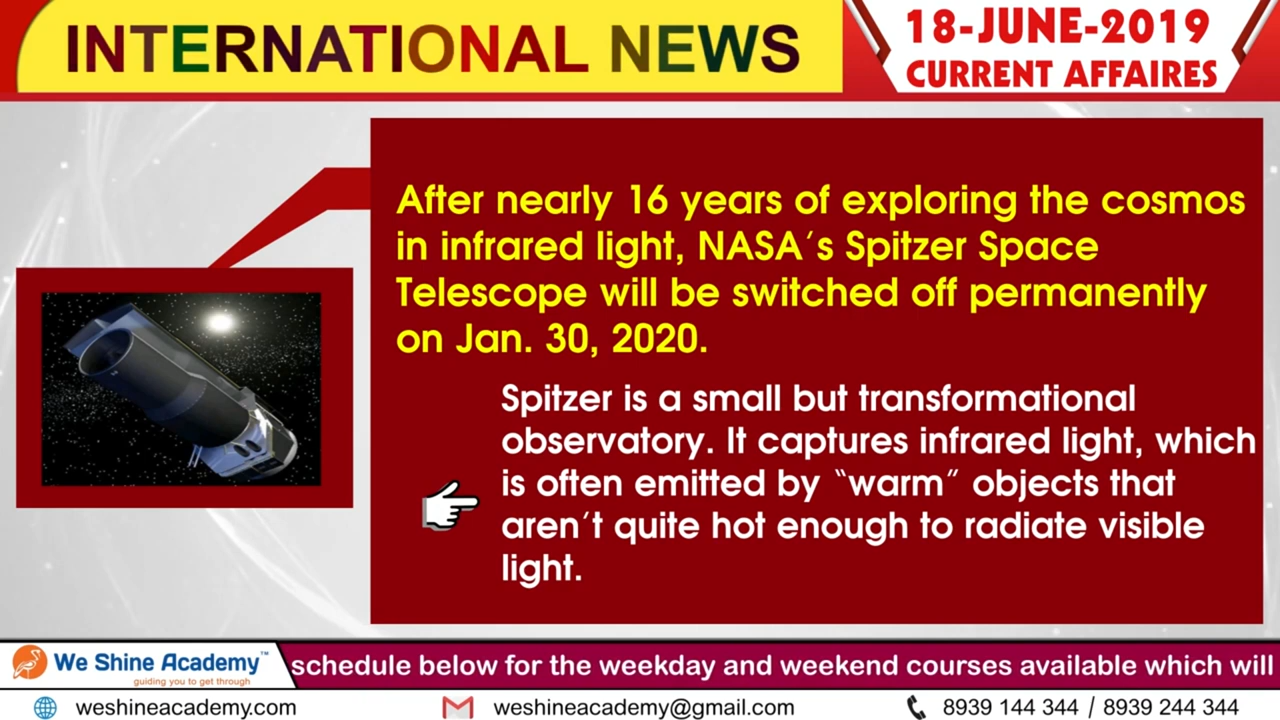 INTERNATIONAL NEWS
18-JUNE-2019
CURRENT AFFAIRES
After nearly 16 years of exploring the cosmos
in infrared light, NASA´s Spitzer Space
Telescope will be switched off permanently
on Jan. 30, 2020.
Spitzer is a small but transformational
observatory. It captures infrared light, which
is often emitted by “warm” objects that
aren´t quite hot enough to radiate visible
light.
We Shine Academy™
guiding you to get through
schedule below for the weekday and weekend courses available which will
weshineacademy.com
weshineacademy@gmail.com
8939 144 344 / 8939 244 344